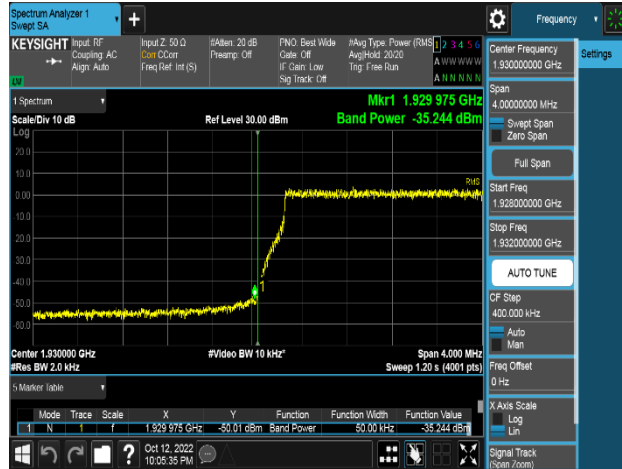 Spectrum Analyzer 1
Swept SA
Frequency
KEYSIGHT
Input: RF
Coupling: AC
Align: Auto
Input Z: 50 Ω
Corr CCorr
Freq Ref: Int (S)
#Atten: 20 dB
Preamp: Off
PNO: Best Wide
Gate: Off
IF Gain: Low
Sig Track: Off
#Avg Type: Power (RMS
Avg|Hold: 20/20
Trig: Free Run
1 2 3 4 5 6
A W W W W W
A N N N N N
LXI
1 Spectrum
Scale/Div 10 dB
Ref Level 30.00 dBm
Mkr1 1.929 975 GHz
Band Power -35.244 dBm
Log
20.0
10.0
0.00
-10.0
-20.0
-30.0
-40.0
-50.0
-60.0
RMS
1
Center 1.930000 GHz
#Res BW 2.0 kHz
#Video BW 10 kHz*
Span 4.000 MHz
Sweep 1.20 s (4001 pts)
5 Marker Table
Mode Trace Scale X Y Function Function Width Function Value
1 N 1 f 1.929 975 GHz -50.01 dBm Band Power 50.00 kHz -35.244 dBm
Oct 12, 2022
10:05:35 PM
?
Center Frequency
1.930000000 GHz
Settings
Span
4.00000000 MHz
Swept Span
Zero Span
Full Span
Start Freq
1.928000000 GHz
Stop Freq
1.932000000 GHz
AUTO TUNE
CF Step
400.000 kHz
Auto
Man
Freq Offset
0 Hz
X Axis Scale
Log
Lin
Signal Track
(Span Zoom)